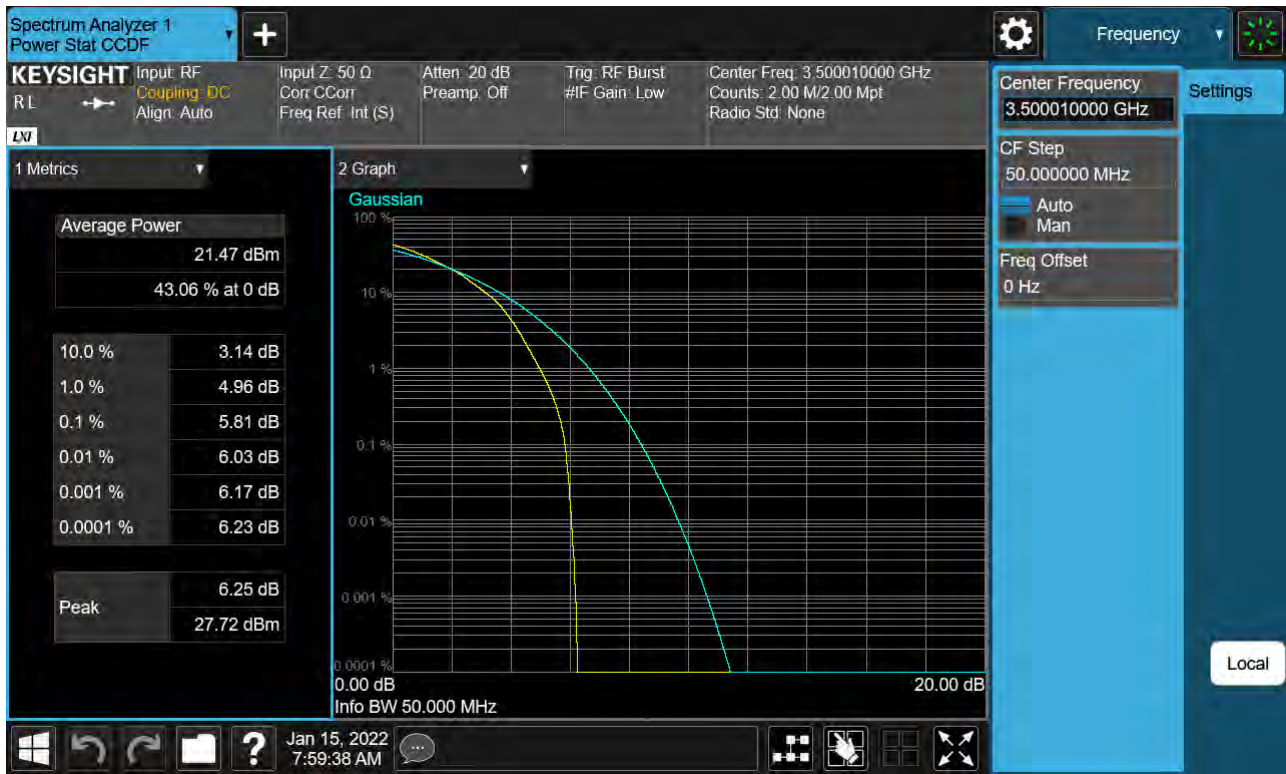 Spectrum Analyzer 1
Power Stat CCDF
+
Frequency
KEYSIGHT
R L
LXI
Input: RF
Coupling: DC
Align: Auto
Input Z: 50 Ω
Corr CCorr
Freq Ref: Int (S)
Atten: 20 dB
Preamp: Off
Trig: RF Burst
#IF Gain: Low
Center Freq: 3.500010000 GHz
Counts: 2.00 M/2.00 Mpt
Radio Std: None
Center Frequency
3.500010000 GHz
Settings
CF Step
50.000000 MHz
Auto
Man
Freq Offset
0 Hz
1 Metrics
Average Power
21.47 dBm
43.06 % at 0 dB
10.0 % 3.14 dB
1.0 % 4.96 dB
0.1 % 5.81 dB
0.01 % 6.03 dB
0.001 % 6.17 dB
0.0001 % 6.23 dB
Peak 6.25 dB
27.72 dBm
2 Graph
Gaussian
100 %
10 %
1 %
0.1 %
0.01 %
0.001 %
0.0001 %
0.00 dB 20.00 dB
Info BW 50.000 MHz
Local
?
Jan 15, 2022
7:59:38 AM